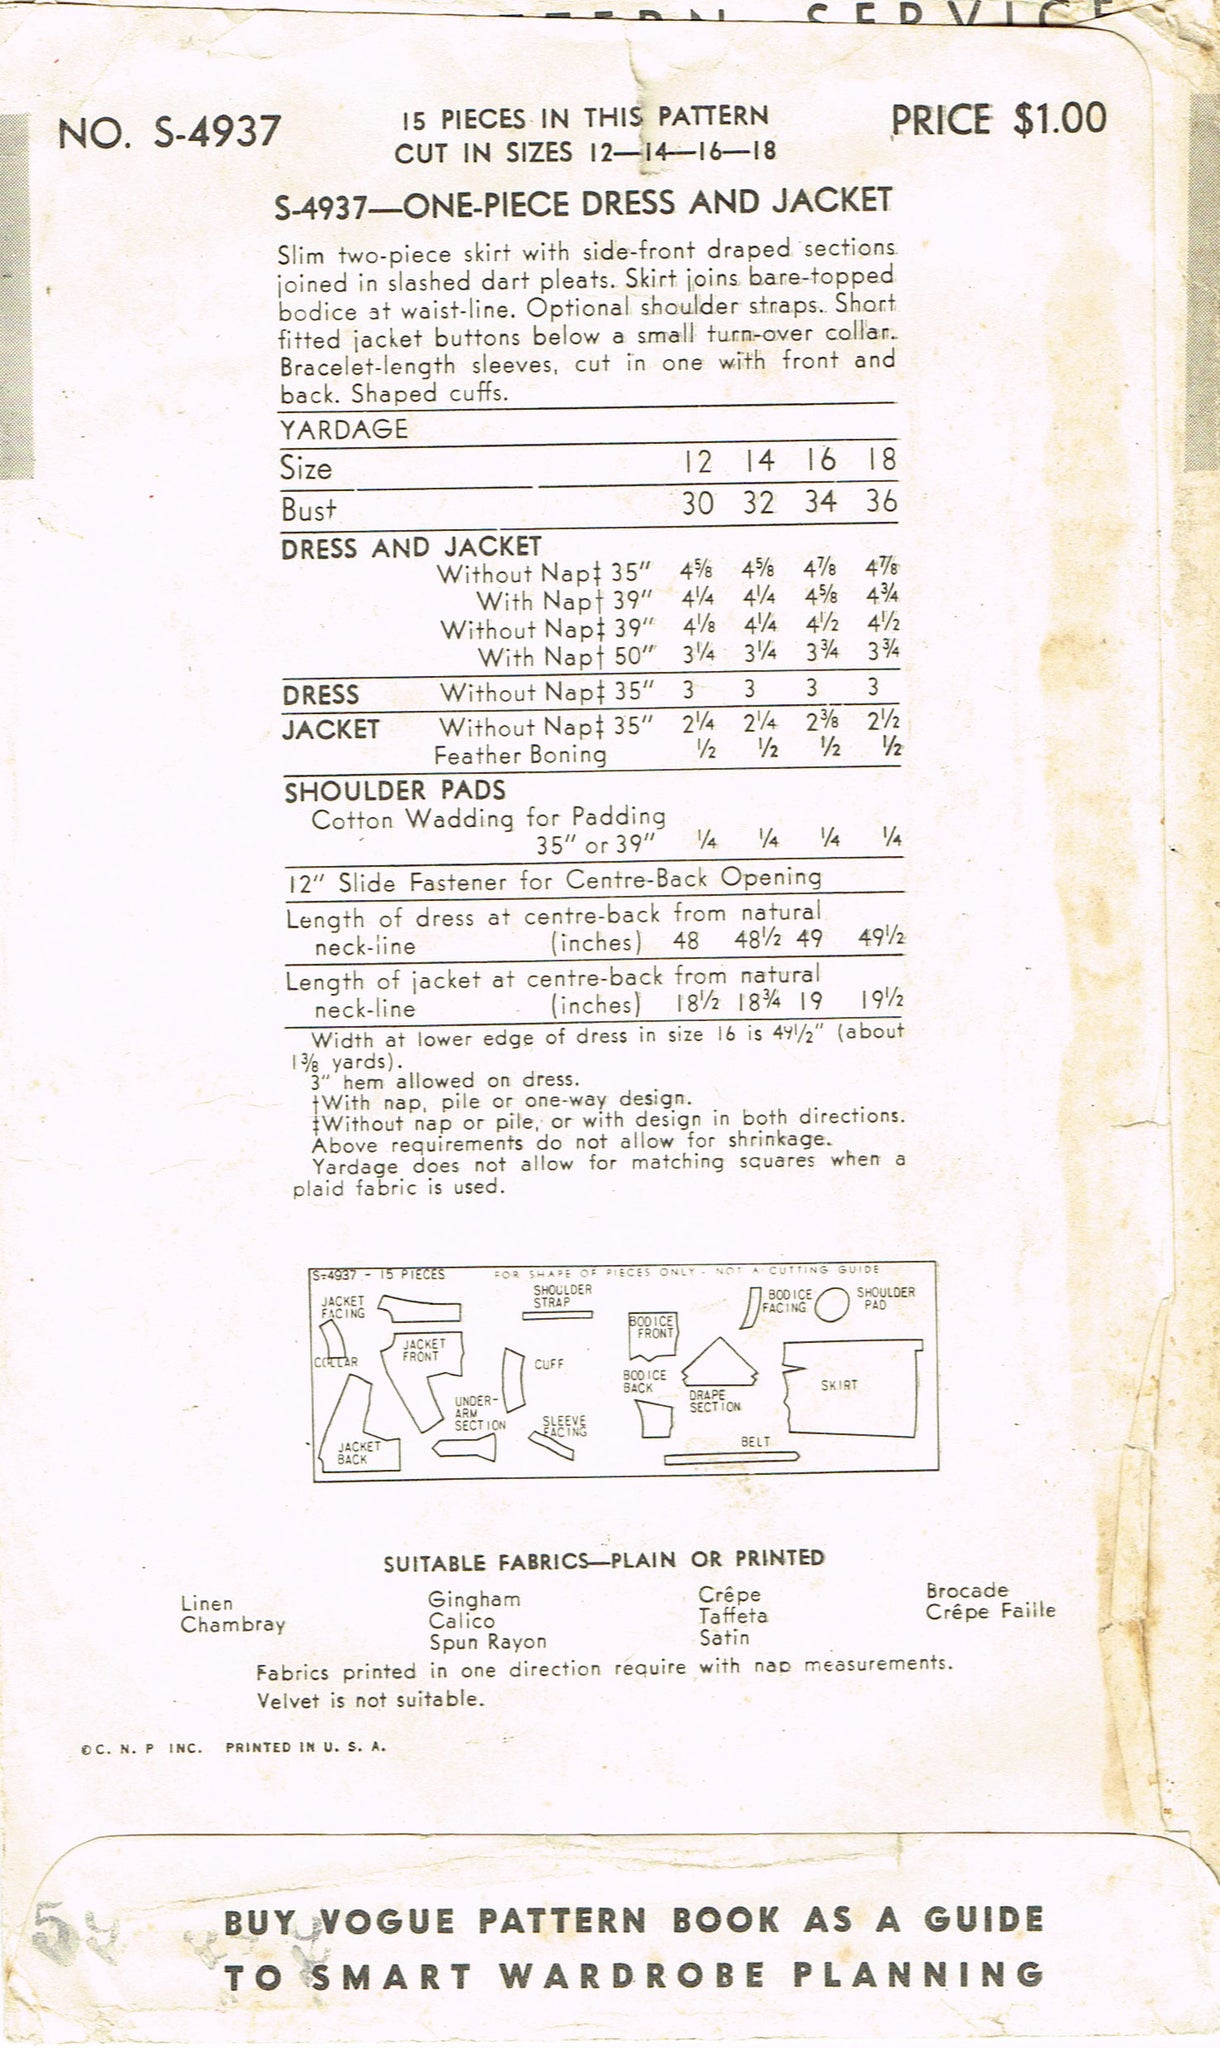 NO. S-4937
15 PIECES IN THIS PATTERN
CUT IN SIZES 12—14—16—18
PRICE $1.00
S-4937—ONE-PIECE DRESS AND JACKET
Slim two-piece skirt with side-front draped sections
joined in slashed dart pleats. Skirt joins bare-topped
bodice at waist-line. Optional shoulder straps. Short
fitted jacket buttons below a small turn-over collar.
Bracelet-length sleeves, cut in one with front and
back. Shaped cuffs.
YARDAGE
Size 12 14 16 18
Bust 30 32 34 36
DRESS AND JACKET
Without Nap‡ 35" 4⅝ 4⅝ 4⅞ 4⅞
With Nap† 39" 4¼ 4¼ 4⅝ 4¾
Without Nap‡ 39" 4⅛ 4¼ 4½ 4½
With Nap† 50" 3¼ 3¼ 3¾ 3¾
DRESS Without Nap‡ 35" 3 3 3 3
JACKET Without Nap‡ 35" 2¼ 2¼ 2⅜ 2½
Feather Boning ½ ½ ½ ½
SHOULDER PADS
Cotton Wadding for Padding
35" or 39" ¼ ¼ ¼ ¼
12" Slide Fastener for Centre-Back Opening
Length of dress at centre-back from natural
neck-line (inches) 48 48½ 49 49½
Length of jacket at centre-back from natural
neck-line (inches) 18½ 18¾ 19 19½
Width at lower edge of dress in size 16 is 49½" (about
1⅜ yards).
3" hem allowed on dress.
†With nap, pile or one-way design.
‡Without nap or pile, or with design in both directions.
Above requirements do not allow for shrinkage.
Yardage does not allow for matching squares when a
plaid fabric is used.
S-4937 - 15 PIECES FOR SHAPE OF PIECES ONLY - NOT A CUTTING GUIDE
JACKET
FACING
SHOULDER
STRAP
BODICE
FACING
SHOULDER
PAD
BODICE
FRONT
COLLAR
JACKET
FRONT
CUFF
BODICE
BACK
DRAPE
SECTION
SKIRT
UNDER-
ARM
SECTION
SLEEVE
FACING
JACKET
BACK
BELT
SUITABLE FABRICS—PLAIN OR PRINTED
Linen Gingham Crêpe Brocade
Chambray Calico Taffeta Crêpe Faille
Spun Rayon Satin
Fabrics printed in one direction require with nap measurements.
Velvet is not suitable.
©C. N. P INC. PRINTED IN U. S. A.
BUY VOGUE PATTERN BOOK AS A GUIDE
TO SMART WARDROBE PLANNING